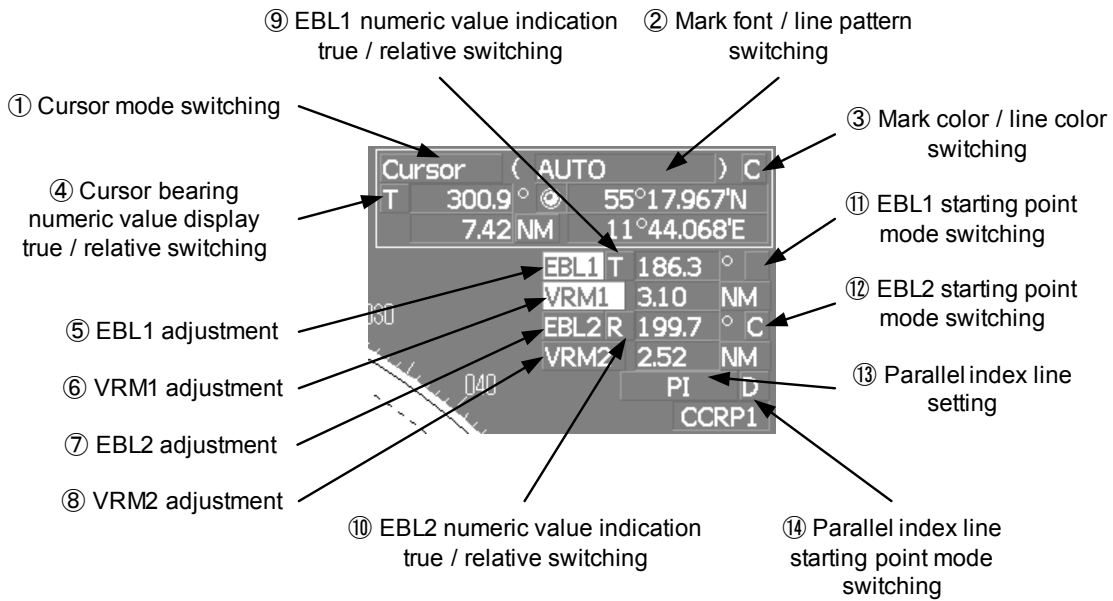 ⑨ EBL1 numeric value indication
true / relative switching
② Mark font / line pattern
switching
① Cursor mode switching
③ Mark color / line color
switching
④ Cursor bearing
numeric value display
true / relative switching
Cursor ( AUTO ) C
T 300.9 ° 55°17.967'N
7.42 NM 11°44.068'E
⑪ EBL1 starting point
mode switching
EBL1 T 186.3 °
VRM1 3.10 NM
EBL2 R 199.7 ° C
VRM2 2.52 NM
PI D
CCRP1
040
⑫ EBL2 starting point
mode switching
⑤ EBL1 adjustment
⑥ VRM1 adjustment
⑬ Parallel index line
setting
⑦ EBL2 adjustment
⑧ VRM2 adjustment
⑩ EBL2 numeric value indication
true / relative switching
⑭ Parallel index line
starting point mode
switching